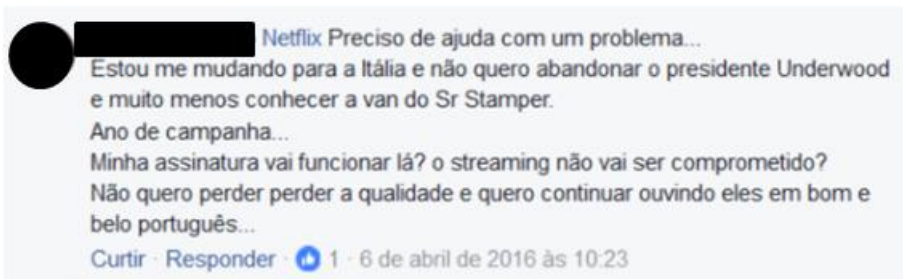 Netflix Preciso de ajuda com um problema...
Estou me mudando para a Itália e não quero abandonar o presidente Underwood
e muito menos conhecer a van do Sr Stamper.
Ano de campanha...
Minha assinatura vai funcionar lá? o streaming não vai ser comprometido?
Não quero perder perder a qualidade e quero continuar ouvindo eles em bom e
belo português...
Curtir · Responder · 1 · 6 de abril de 2016 às 10:23